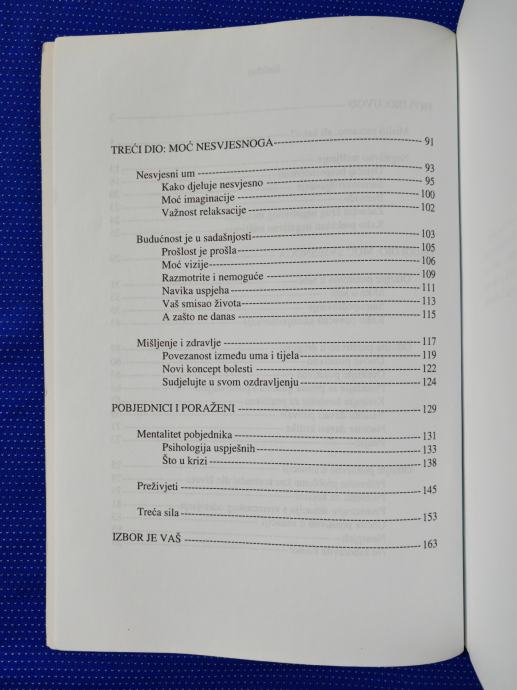 TREĆI DIO: MOĆ NESVJESNOGA 91
Nesvjesni um 93
Kako djeluje nesvjesno 95
Moć imaginacije 100
Važnost relaksacije 102
Budućnost je u sadašnjosti 103
Prošlost je prošla 105
Moć vizije 106
Razmotrite i nemoguće 109
Navika uspjeha 111
Vaš smisao života 113
A zašto ne danas 115
Mišljenje i zdravlje 117
Povezanost između uma i tijela 119
Novi koncept bolesti 122
Sudjelujte u svom ozdravljenju 124
POBJEDNICI I PORAŽENI 129
Mentalitet pobjednika 131
Psihologija uspješnih 133
Što u krizi 138
Preživjeti 145
Treća sila 153
IZBOR JE VAŠ 163